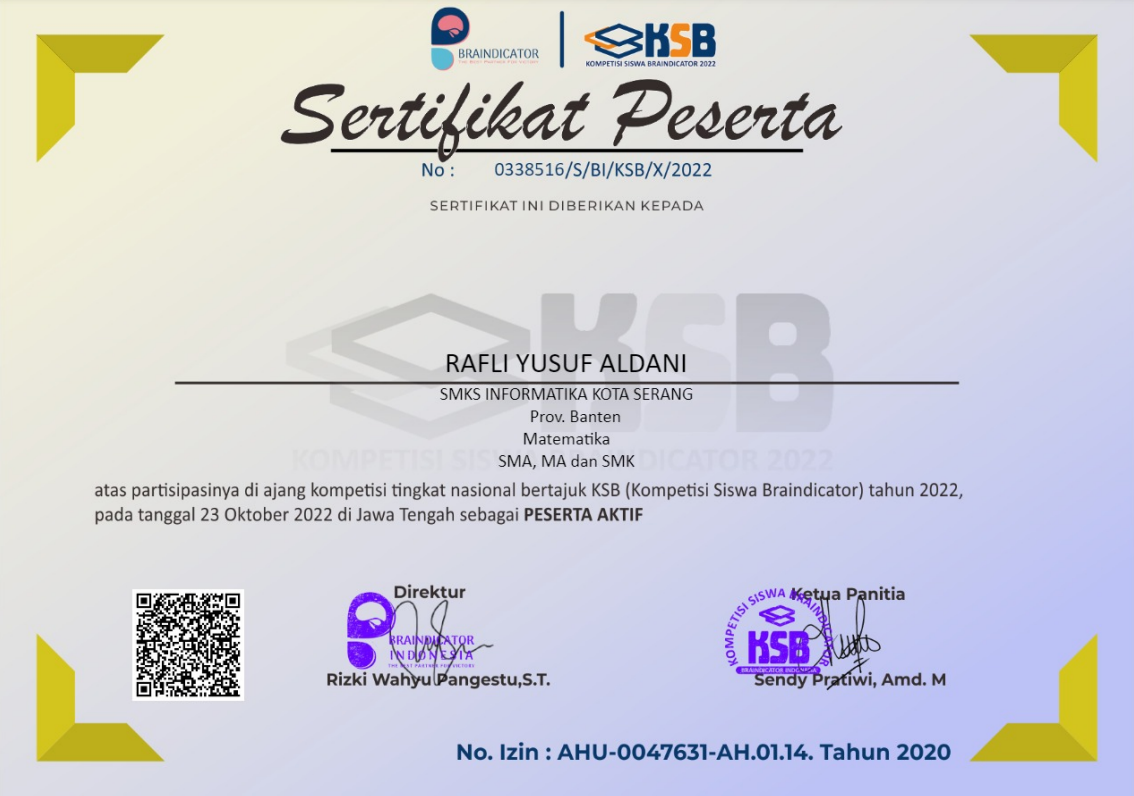 BRAINDICATOR
THE BEST PARTNER FOR VICTORY
KSB
KOMPETISI SISWA BRAINDICATOR 2022
Sertifikat Peserta
No : 0338516/S/BI/KSB/X/2022
SERTIFIKAT INI DIBERIKAN KEPADA
KSB
KOMPETISI SISWA BRAINDICATOR 2022
RAFLI YUSUF ALDANI
SMKS INFORMATIKA KOTA SERANG
Prov. Banten
Matematika
SMA, MA dan SMK
atas partisipasinya di ajang kompetisi tingkat nasional bertajuk KSB (Kompetisi Siswa Braindicator) tahun 2022,
pada tanggal 23 Oktober 2022 di Jawa Tengah sebagai PESERTA AKTIF
Direktur
BRAINDICATOR
INDONESIA
THE BEST PARTNER FOR VICTORY
Rizki Wahyu Pangestu,S.T.
Ketua Panitia
KOMPETISI SISWA BRAINDICATOR
KSB
BRAINDICATOR INDONESIA
Sendy Pratiwi, Amd. M
No. Izin : AHU-0047631-AH.01.14. Tahun 2020